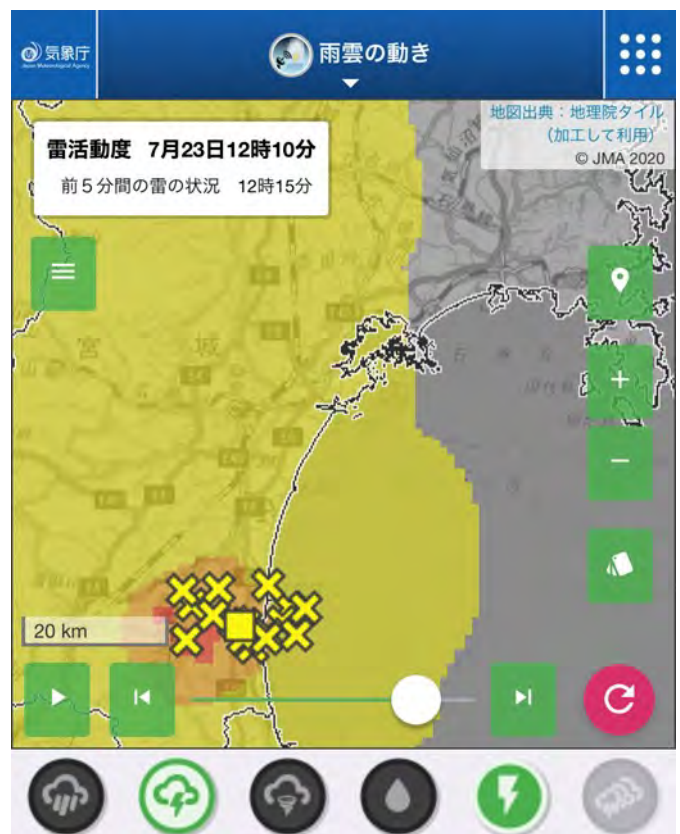 気象庁
Japan Meteorological Agency
雨雲の動き
地図出典：地理院タイル
（加工して利用）
© JMA 2020
雷活動度 7月23日12時10分
前５分間の雷の状況 12時15分
宮 城
20 km